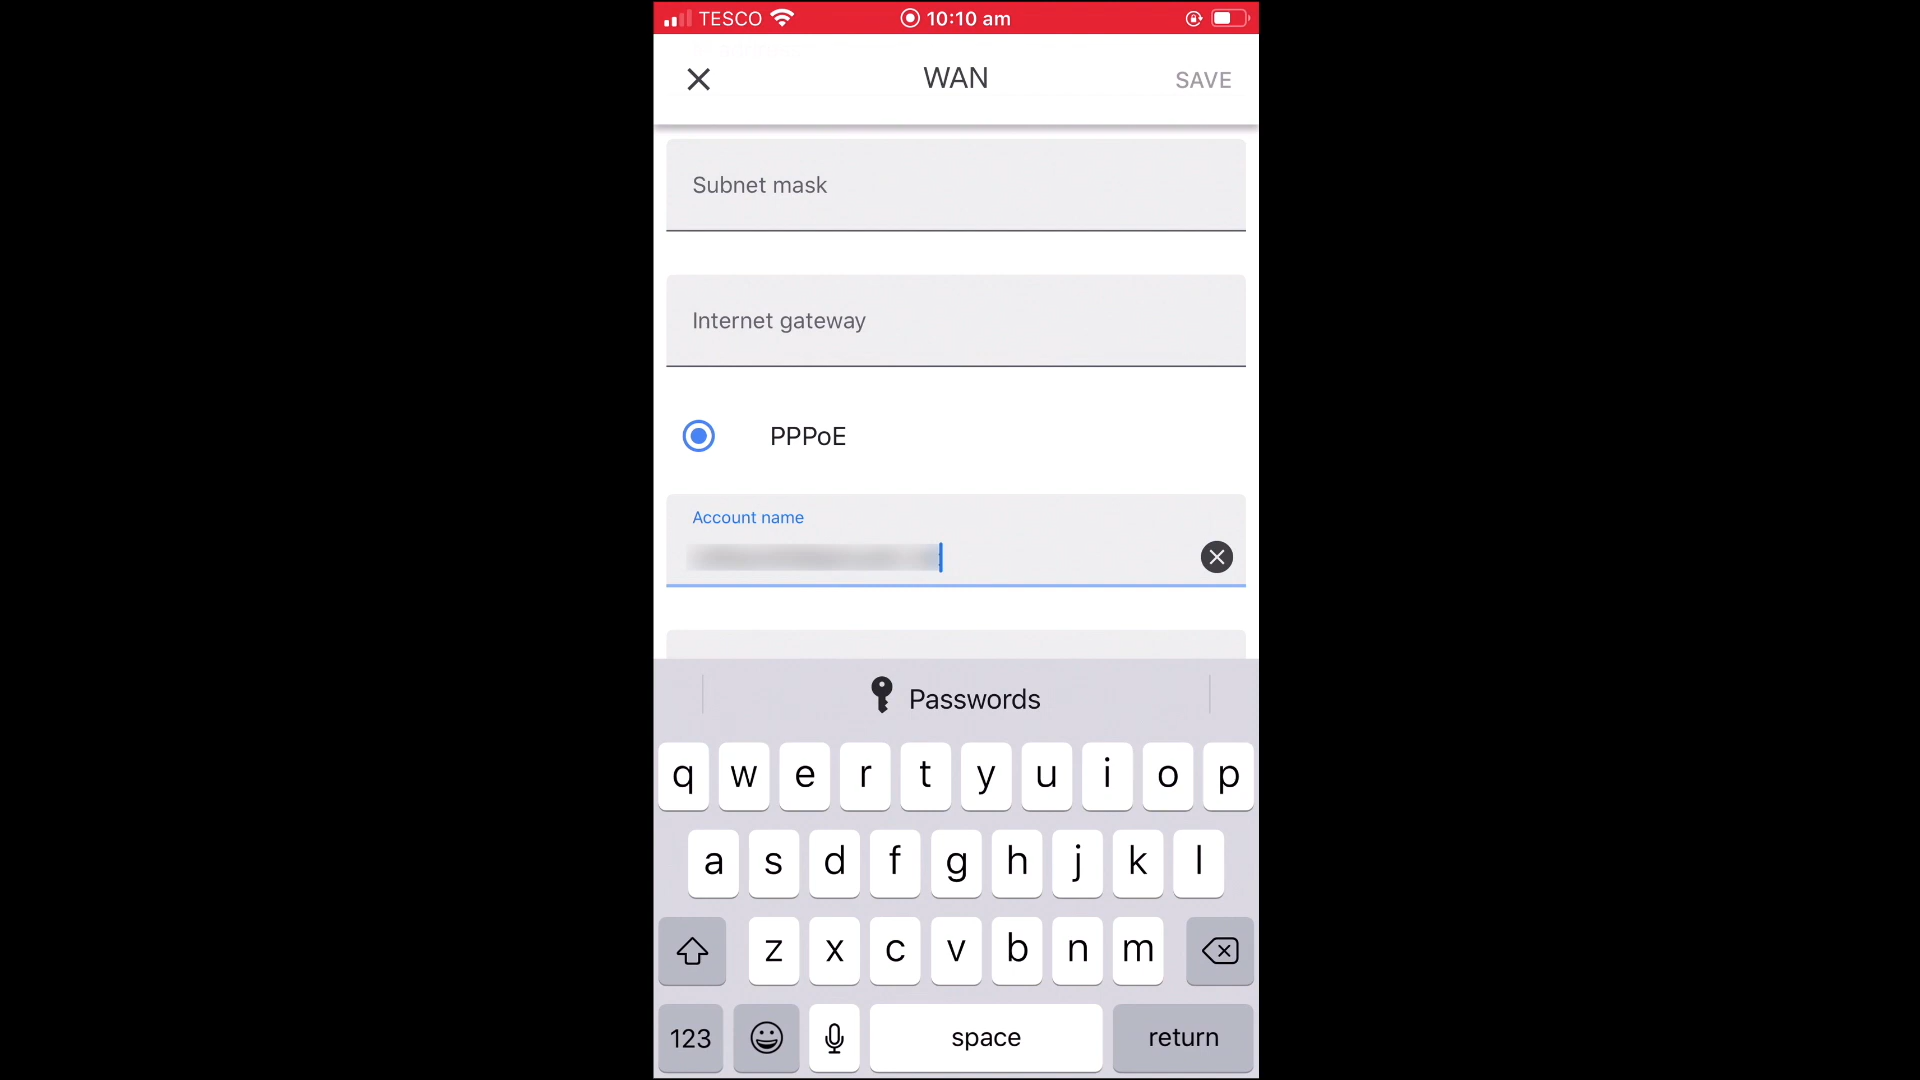 TESCO 10:10 am
WAN SAVE
Subnet mask
Internet gateway
PPPoE
Account name
Passwords
q w e r t y u i o p
a s d f g h j k l
z x c v b n m
123 space return